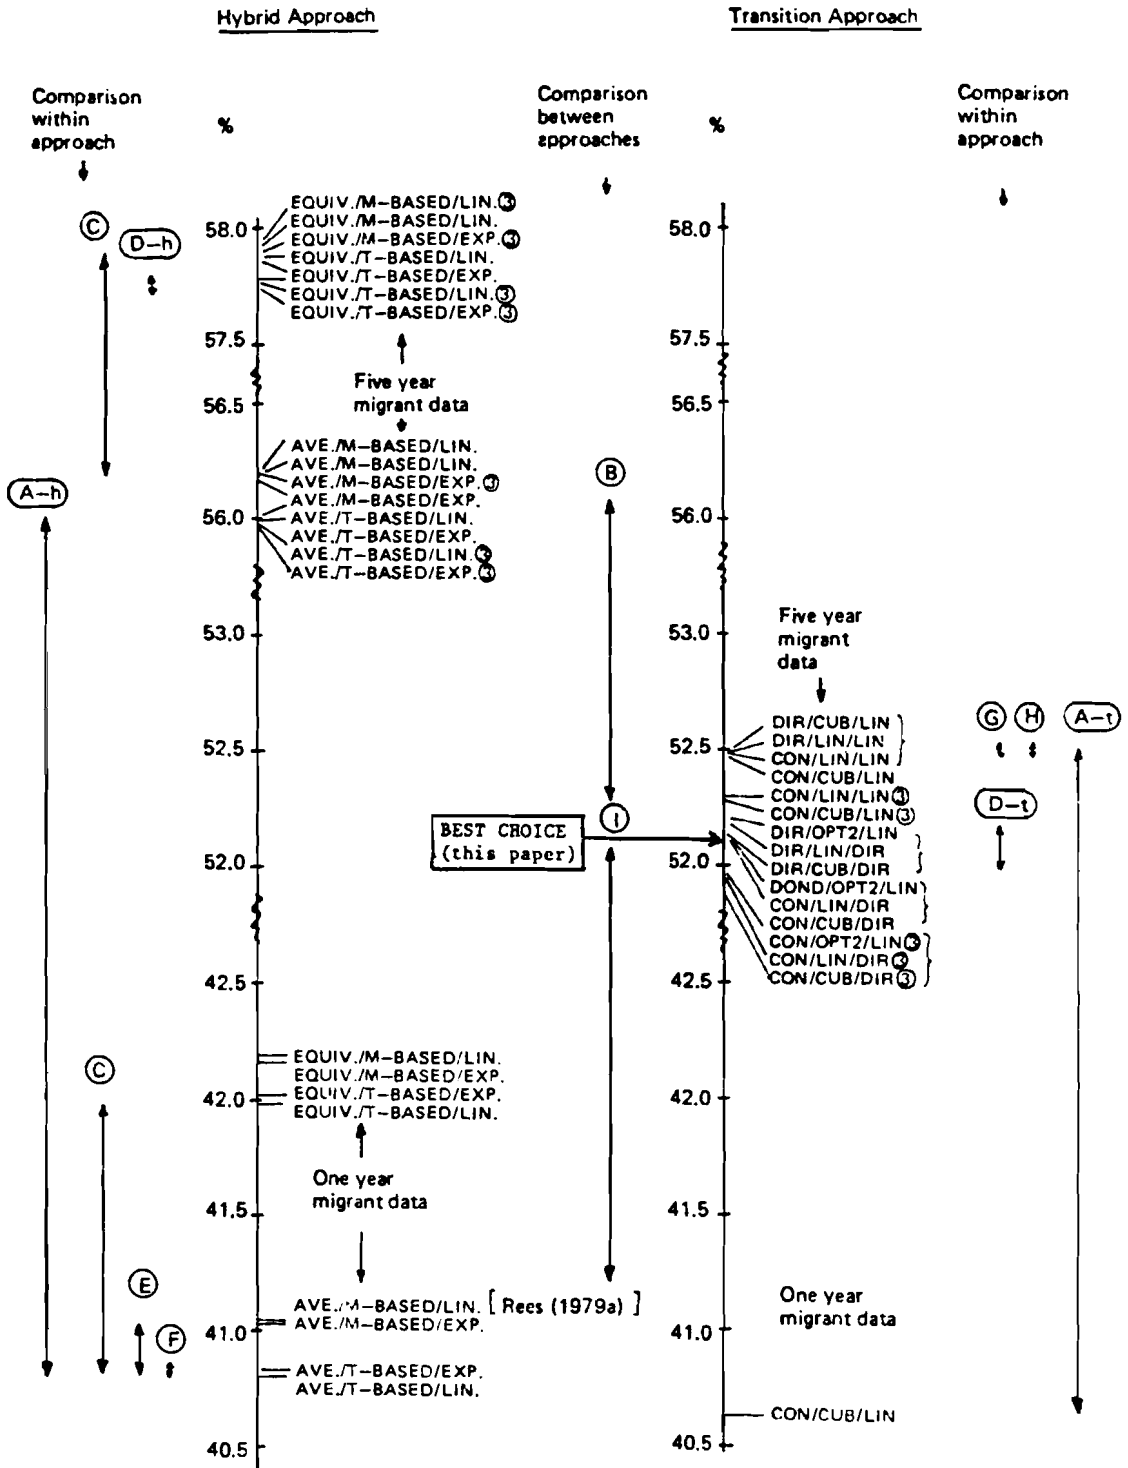 Hybrid Approach
Transition Approach
Comparison
within
approach
%
Comparison
between
approaches
%
Comparison
within
approach
C
D-h
58.0
57.5
56.5
EQUIV./M-BASED/LIN. 3
EQUIV./M-BASED/LIN.
EQUIV./M-BASED/EXP. 3
EQUIV./T-BASED/LIN.
EQUIV./T-BASED/EXP.
EQUIV./T-BASED/LIN. 3
EQUIV./T-BASED/EXP. 3
Five year
migrant data
AVE./M-BASED/LIN.
AVE./M-BASED/LIN.
AVE./M-BASED/EXP. 3
AVE./M-BASED/EXP.
AVE./T-BASED/LIN.
AVE./T-BASED/EXP.
AVE./T-BASED/LIN. 3
AVE./T-BASED/EXP. 3
A-h
56.0
53.0
52.5
52.0
42.5
C
42.0
EQUIV./M-BASED/LIN.
EQUIV./M-BASED/EXP.
EQUIV./T-BASED/EXP.
EQUIV./T-BASED/LIN.
One year
migrant data
41.5
E
F
41.0
AVE./M-BASED/LIN. [ Rees (1979a) ]
AVE./M-BASED/EXP.
AVE./T-BASED/EXP.
AVE./T-BASED/LIN.
40.5
B
I
BEST CHOICE
(this paper)
58.0
57.5
56.5
56.0
53.0
52.5
52.0
42.5
42.0
41.5
41.0
40.5
Five year
migrant
data
DIR/CUB/LIN
DIR/LIN/LIN
CON/LIN/LIN
CON/CUB/LIN
CON/LIN/LIN 3
CON/CUB/LIN 3
DIR/OPT2/LIN
DIR/LIN/DIR
DIR/CUB/DIR
DOND/OPT2/LIN
CON/LIN/DIR
CON/CUB/DIR
CON/OPT2/LIN 3
CON/LIN/DIR 3
CON/CUB/DIR 3
G
H
A-t
D-t
One year
migrant data
CON/CUB/LIN